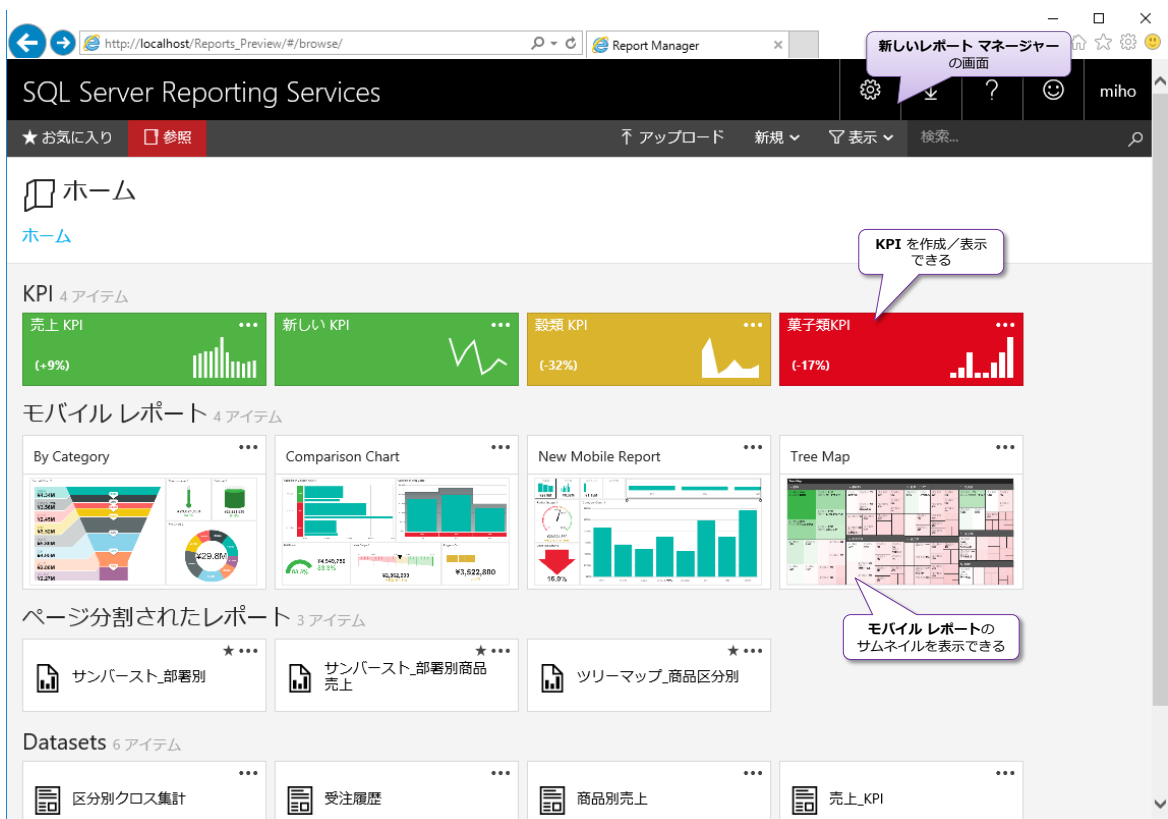 http://localhost/Reports_Preview/#/browse/
Report Manager
新しいレポート マネージャー
の画面
SQL Server Reporting Services
?
miho
お気に入り
参照
アップロード
新規
表示
検索...
ホーム
ホーム
KPI を作成／表示
できる
KPI 4 アイテム
売上 KPI
(+9%)
新しい KPI
穀類 KPI
(-32%)
菓子類KPI
(-17%)
モバイル レポート 4 アイテム
By Category
Comparison Chart
New Mobile Report
Tree Map
¥29.8M
¥3,622,880
15.0%
モバイル レポートの
サムネイルを表示できる
ページ分割されたレポート 3 アイテム
サンバースト_部署別
サンバースト_部署別商品
売上
ツリーマップ_商品区分別
Datasets 6 アイテム
区分別クロス集計
受注履歴
商品別売上
売上_KPI